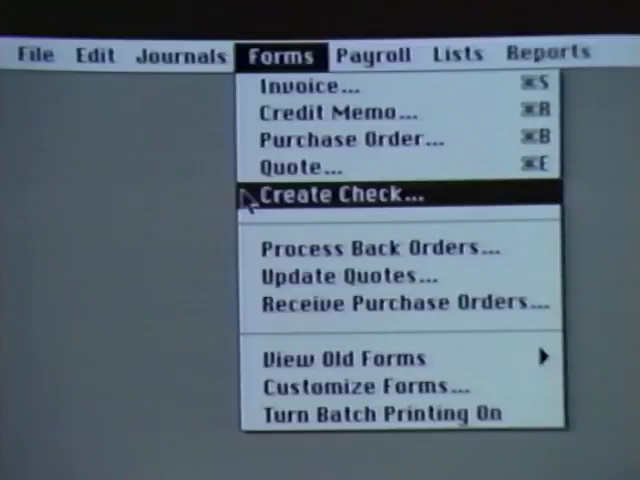 File Edit Journals Forms Payroll Lists Reports
Invoice... ⌘S
Credit Memo... ⌘R
Purchase Order... ⌘B
Quote... ⌘E
Create Check...
Process Back Orders...
Update Quotes...
Receive Purchase Orders...
View Old Forms
Customize Forms...
Turn Batch Printing On